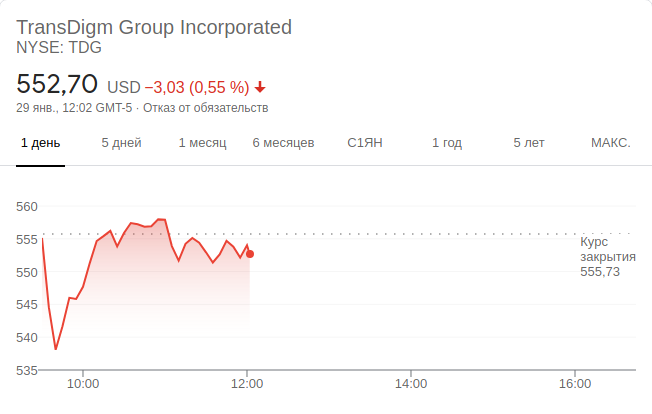 TransDigm Group Incorporated
NYSE: TDG
552,70 USD −3,03 (0,55 %)
29 янв., 12:02 GMT-5 · Отказ от обязательств
1 день 5 дней 1 месяц 6 месяцев С1ЯН 1 год 5 лет МАКС.
560
555
550
545
540
535
Курс
закрытия
555,73
10:00 12:00 14:00 16:00